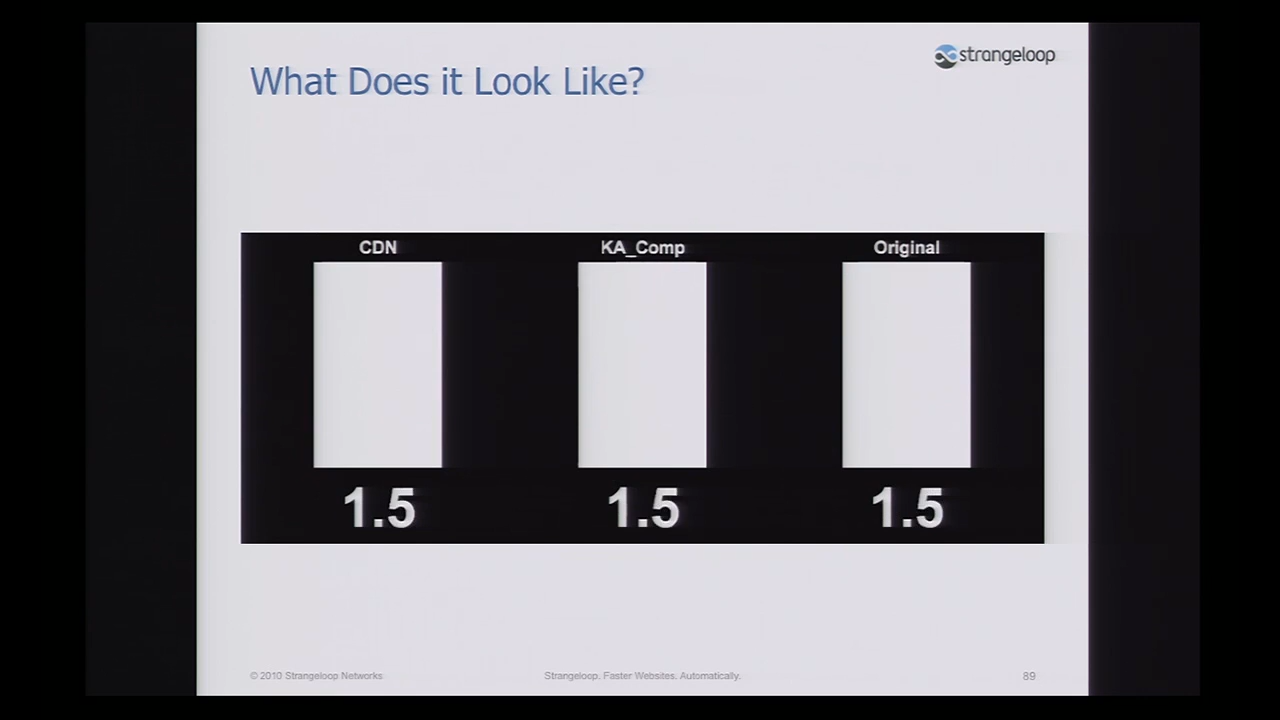 strangeloop
What Does it Look Like?
CDN
KA_Comp
Original
1.5
1.5
1.5
© 2010 Strangeloop Networks
Strangeloop. Faster Websites. Automatically.
89